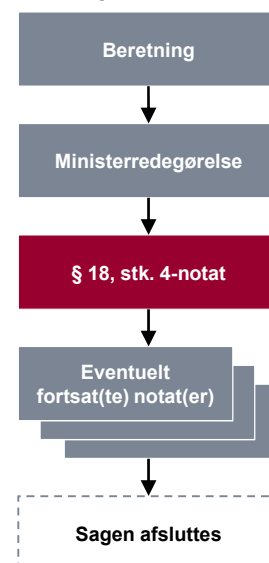 Beretning
Ministerredegørelse
§ 18, stk. 4-notat
Eventuelt
fortsat(te) notat(er)
Sagen afsluttes